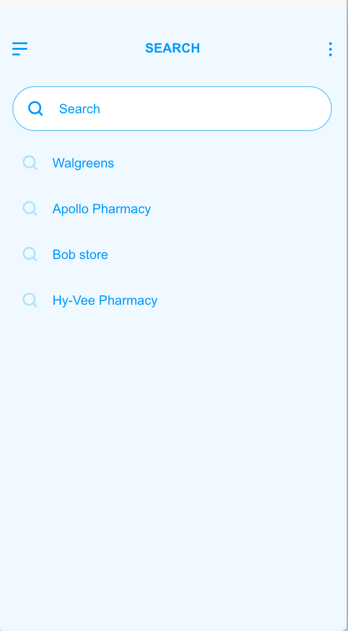 SEARCH
Search
Walgreens
Apollo Pharmacy
Bob store
Hy-Vee Pharmacy